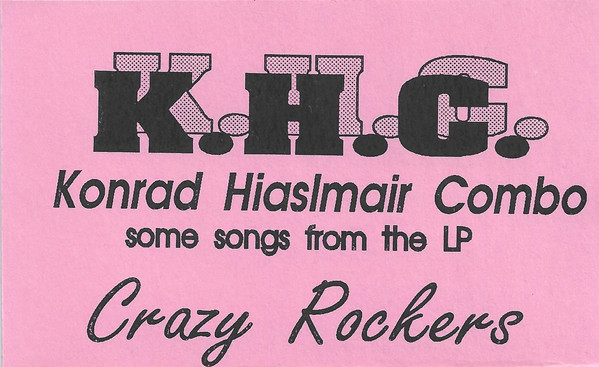 K.H.C.
Konrad Hiaslmair Combo
some songs from the LP
Crazy Rockers